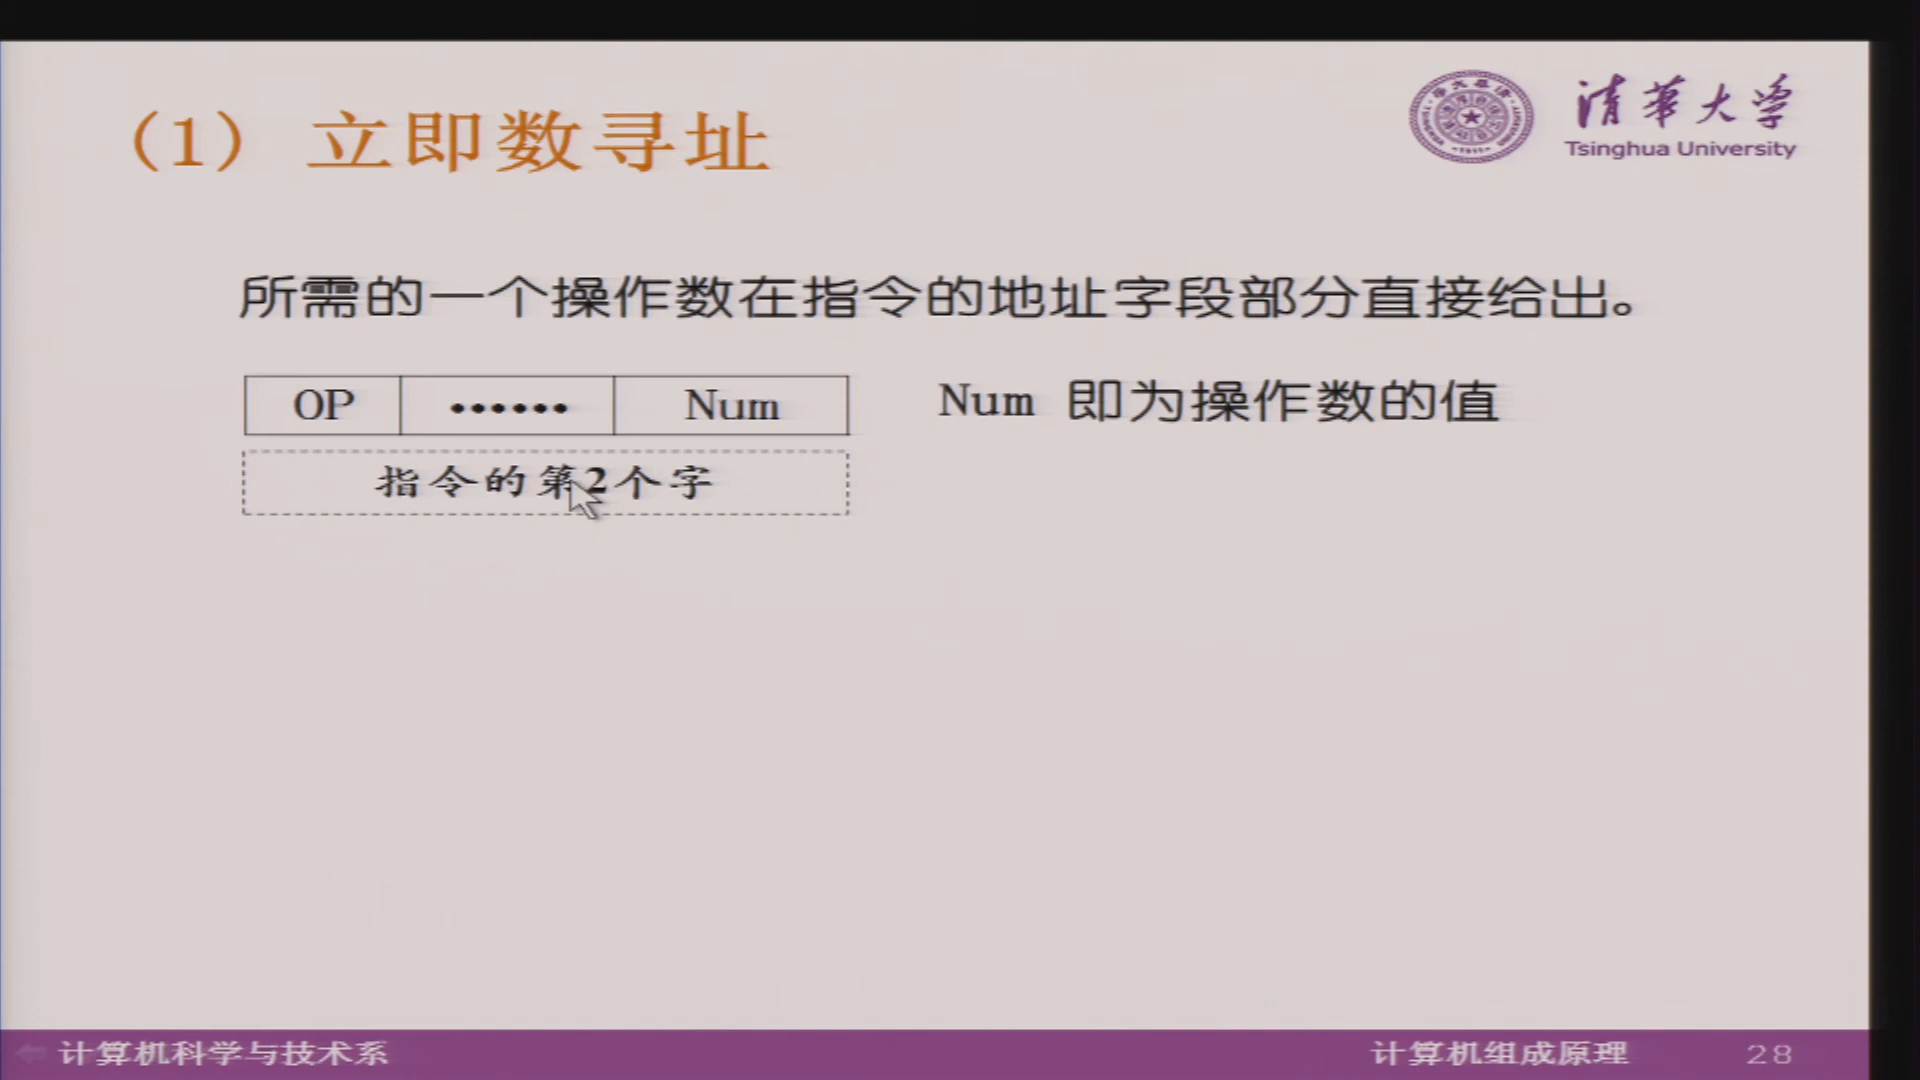 清华大学
Tsinghua University
（1） 立即数寻址
所需的一个操作数在指令的地址字段部分直接给出。
OP ...... Num
Num 即为操作数的值
指令的第2个字
计算机科学与技术系
计算机组成原理
28